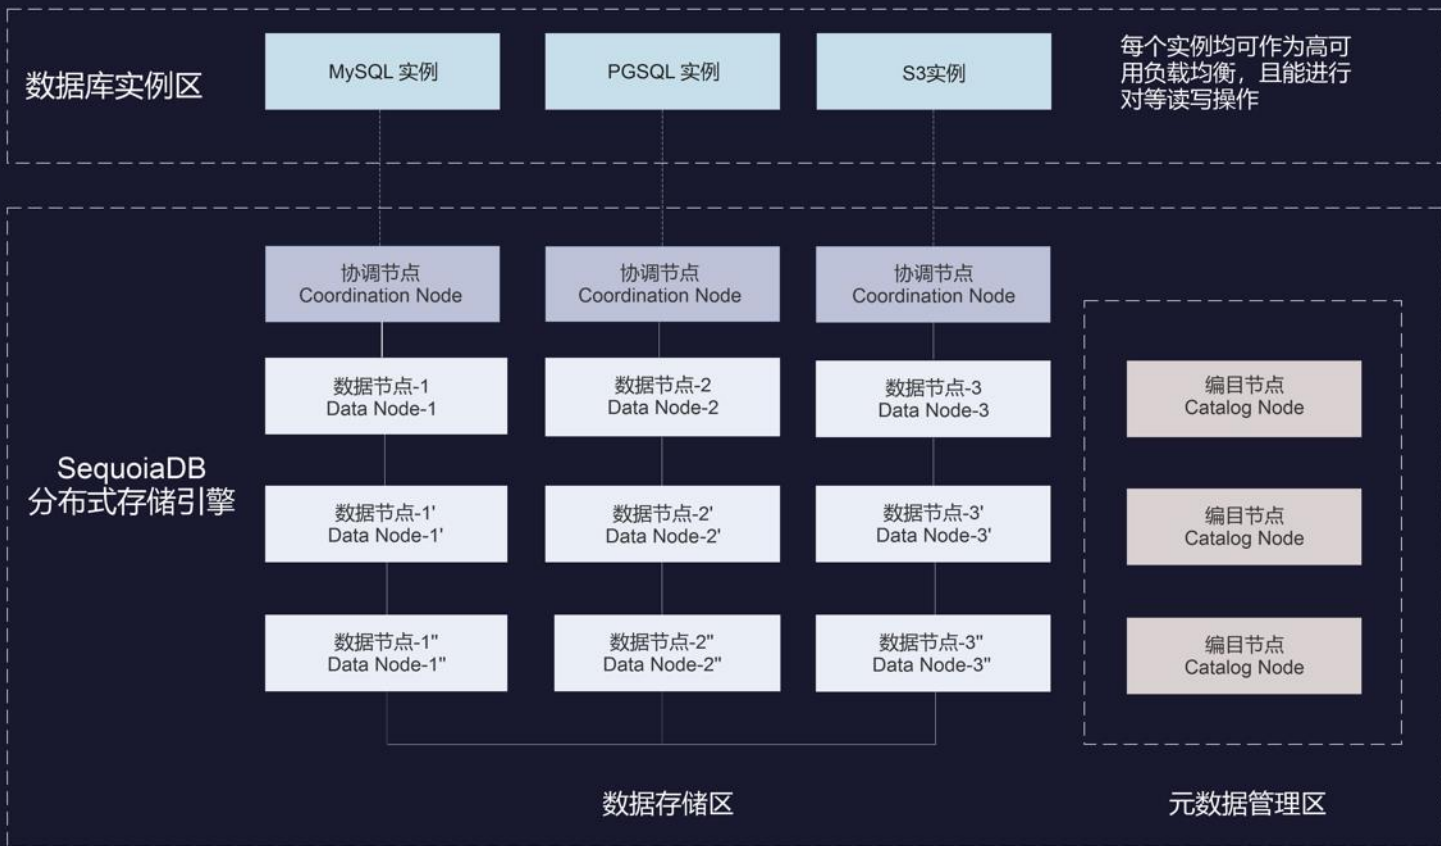 数据库实例区
MySQL 实例
PGSQL 实例
S3实例
每个实例均可作为高可
用负载均衡，且能进行
对等读写操作
SequoiaDB
分布式存储引擎
协调节点
Coordination Node
协调节点
Coordination Node
协调节点
Coordination Node
数据节点-1
Data Node-1
数据节点-2
Data Node-2
数据节点-3
Data Node-3
编目节点
Catalog Node
数据节点-1'
Data Node-1'
数据节点-2'
Data Node-2'
数据节点-3'
Data Node-3'
编目节点
Catalog Node
数据节点-1"
Data Node-1"
数据节点-2"
Data Node-2"
数据节点-3"
Data Node-3"
编目节点
Catalog Node
数据存储区
元数据管理区